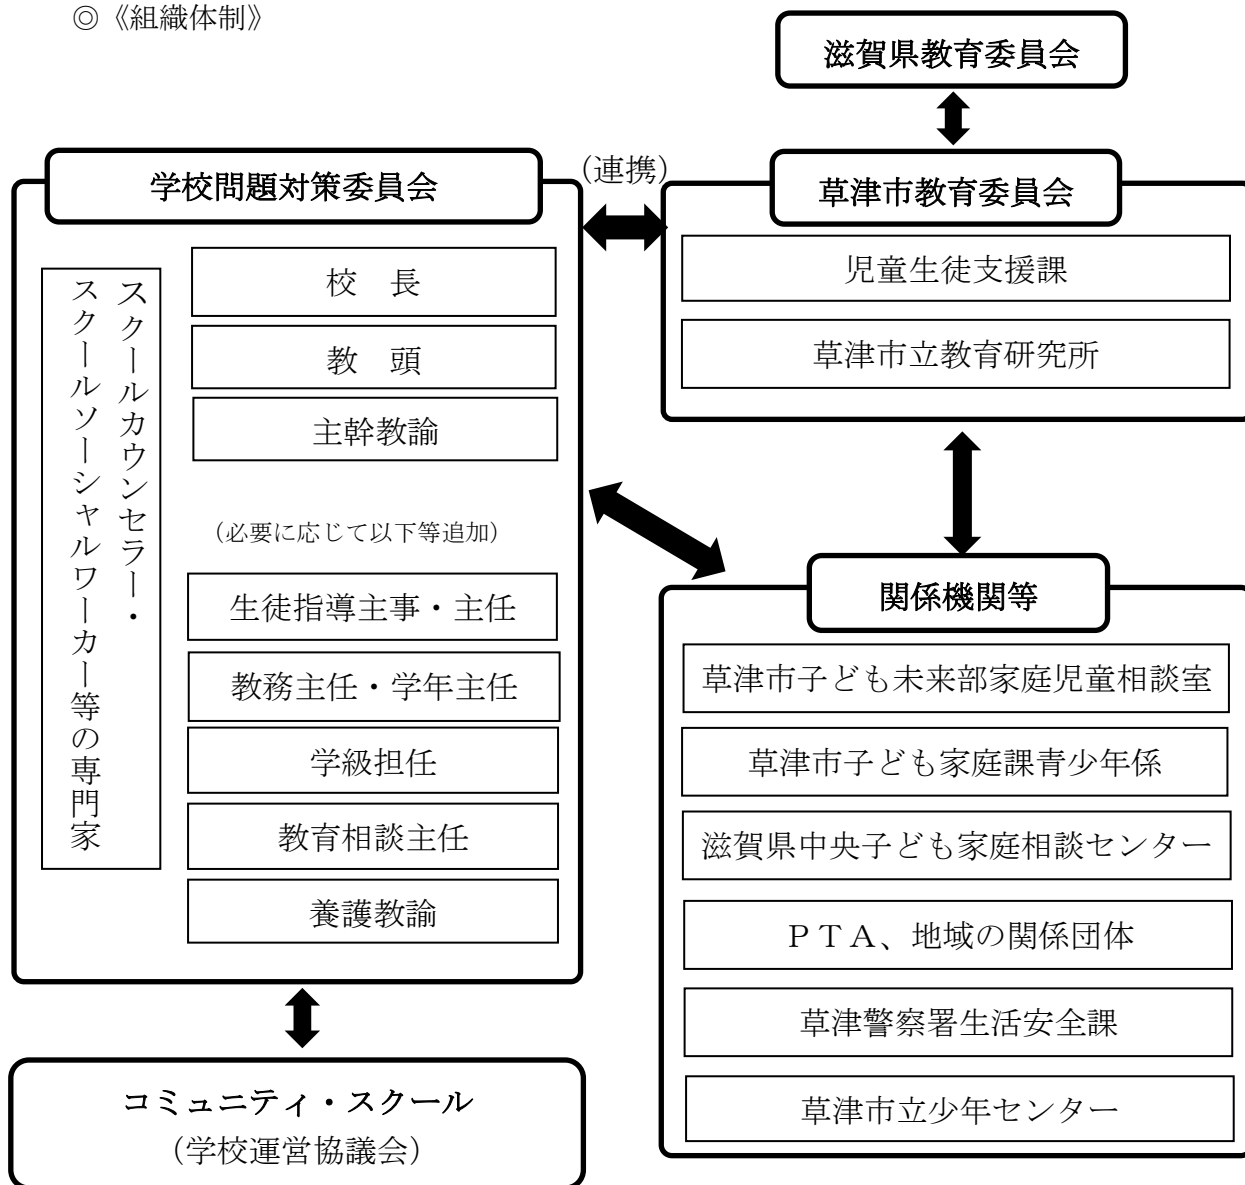 ◎《組織体制》
滋賀県教育委員会
学校問題対策委員会
(連携)
草津市教育委員会
スクールカウンセラー・
スクールソーシャルワーカー等の専門家
校　長
教　頭
主幹教諭
（必要に応じて以下等追加）
生徒指導主事・主任
教務主任・学年主任
学級担任
教育相談主任
養護教諭
児童生徒支援課
草津市立教育研究所
関係機関等
草津市子ども未来部家庭児童相談室
草津市子ども家庭課青少年係
滋賀県中央子ども家庭相談センター
ＰＴＡ、地域の関係団体
草津警察署生活安全課
草津市立少年センター
コミュニティ・スクール
（学校運営協議会）